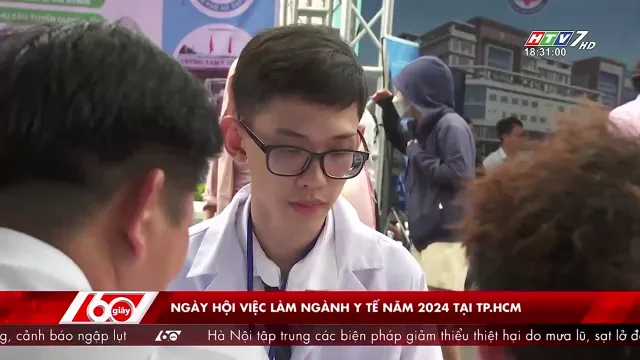 HTV7 HD
18:31:00
60 giây
NGÀY HỘI VIỆC LÀM NGÀNH Y TẾ NĂM 2024 TẠI TP.HCM
g, cảnh báo ngập lụt 60 giây Hà Nội tập trung các biện pháp giảm thiểu thiệt hại do mưa lũ, sạt lở đ